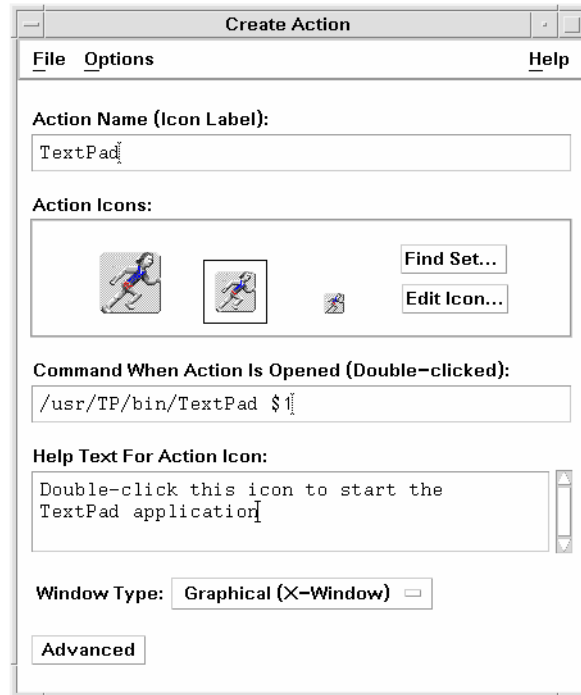 Create Action
File Options Help
Action Name (Icon Label):
TextPad
Action Icons:
Find Set...
Edit Icon...
Command When Action Is Opened (Double-clicked):
/usr/TP/bin/TextPad $1
Help Text For Action Icon:
Double-click this icon to start the
TextPad application
Window Type: Graphical (X-Window)
Advanced